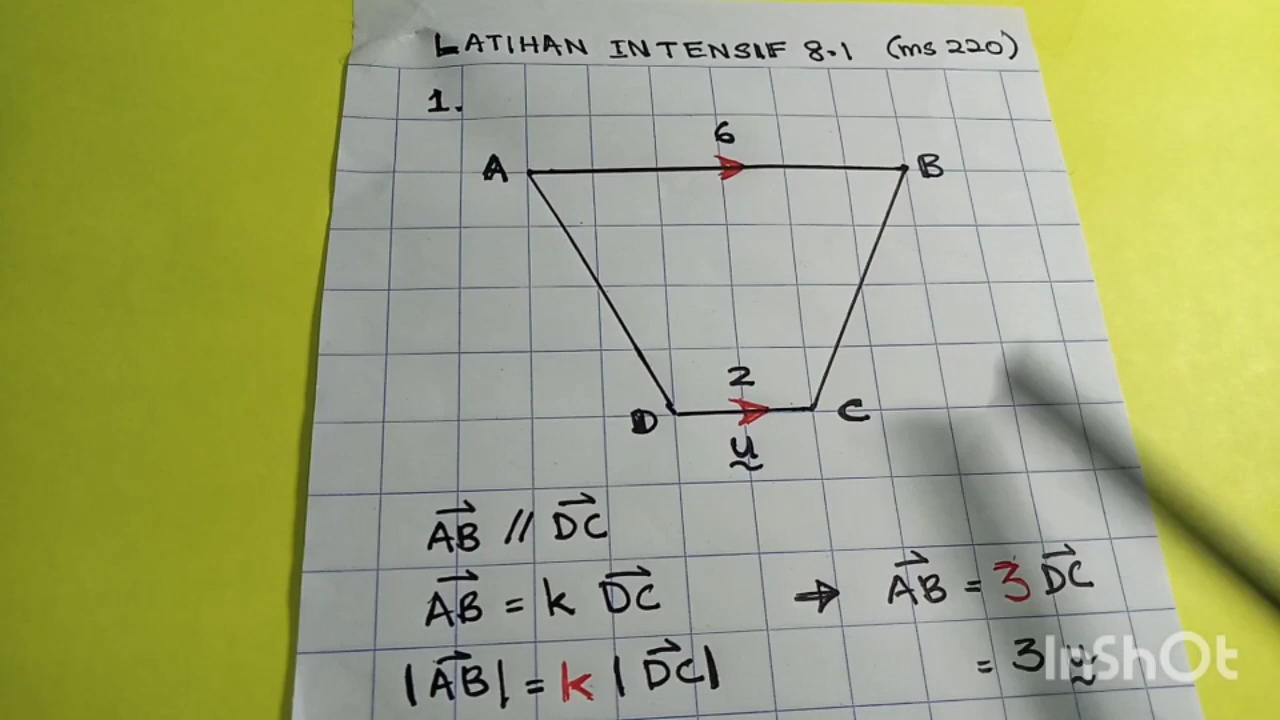 LATIHAN INTENSIF 8.1 (ms 220)
1.
6
A
B
2
D
C
u
AB // DC
AB = k DC → AB = 3 DC
|AB| = k |DC|
= 3 u
InShOt